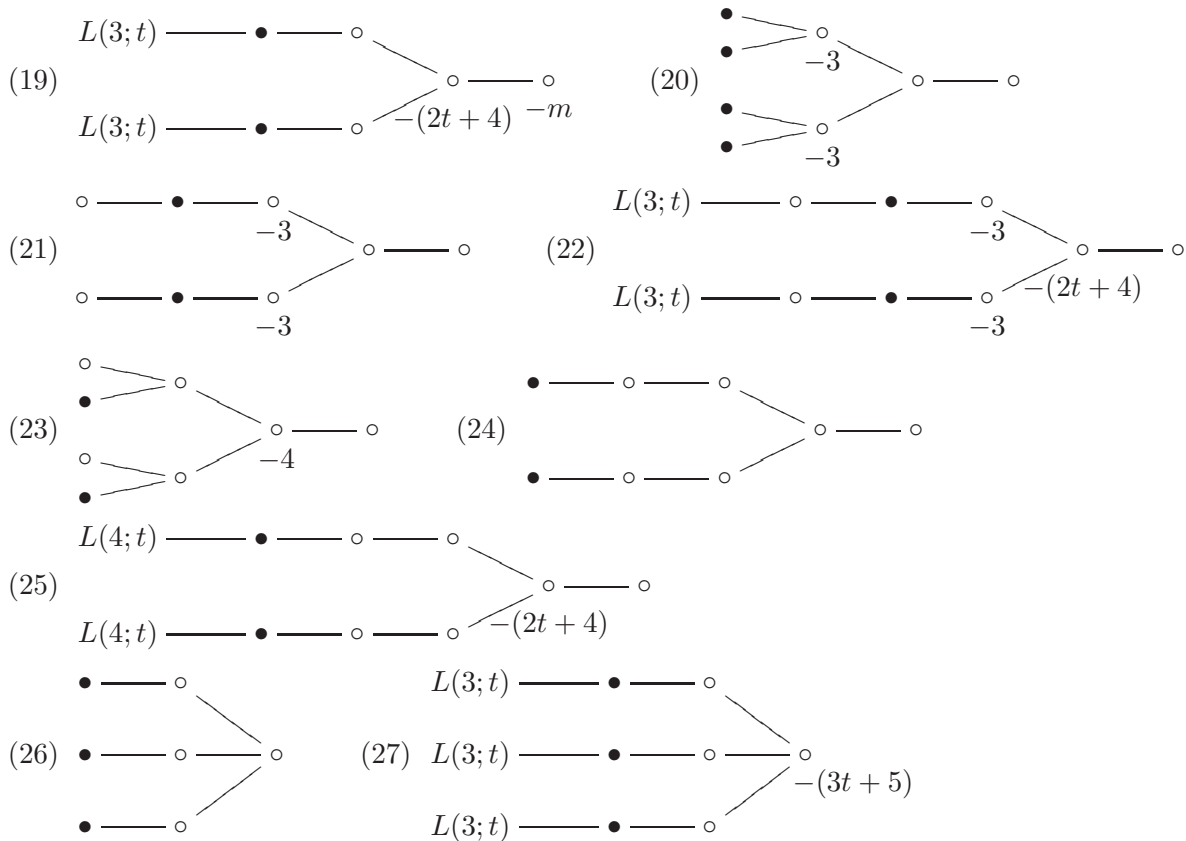 L(3; t)
(19) (20) −3
L(3; t) −(2t + 4) −m
−3
L(3; t)
(21) −3 (22) −3
L(3; t) −(2t + 4)
−3 −3
(23) −4 (24)
L(4; t)
(25)
L(4; t) −(2t + 4)
L(3; t)
(26) (27) L(3; t) −(3t + 5)
L(3; t)